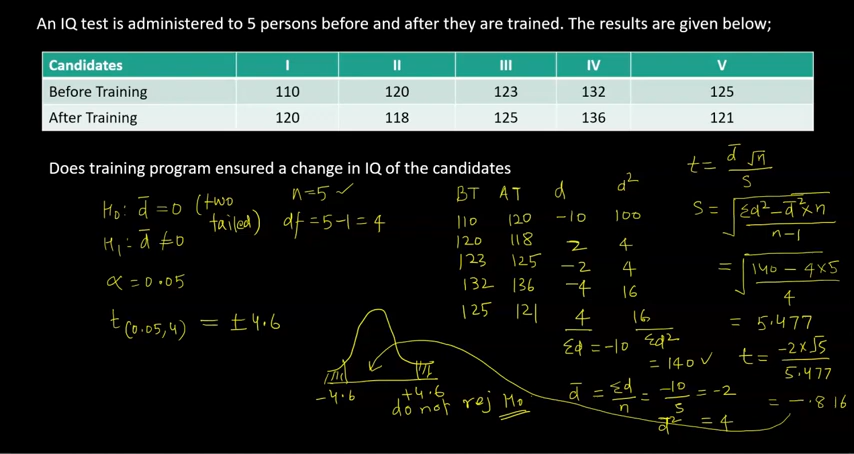 An IQ test is administered to 5 persons before and after they are trained. The results are given below;
Candidates I II III IV V
Before Training 110 120 123 132 125
After Training 120 118 125 136 121
Does training program ensured a change in IQ of the candidates
H₀: d̄ = 0 (two tailed)
H₁: d̄ ≠ 0
α = 0.05
t(0.05,4) = ±4.6
n=5 ✓
df = 5-1 = 4
-4.6 +4.6
do not rej H₀
BT AT d d²
110 120 -10 100
120 118 2 4
123 125 -2 4
132 136 -4 16
125 121 4 16
Σd = -10 Σd² = 140 ✓
d̄ = Σd/n = -10/5 = -2
d̄² = 4
t = d̄ √n / S
S = √(Σd² - d̄² × n / n-1)
= √(140 - 4×5 / 4)
= 5.477
t = -2×√5 / 5.477
= -.816